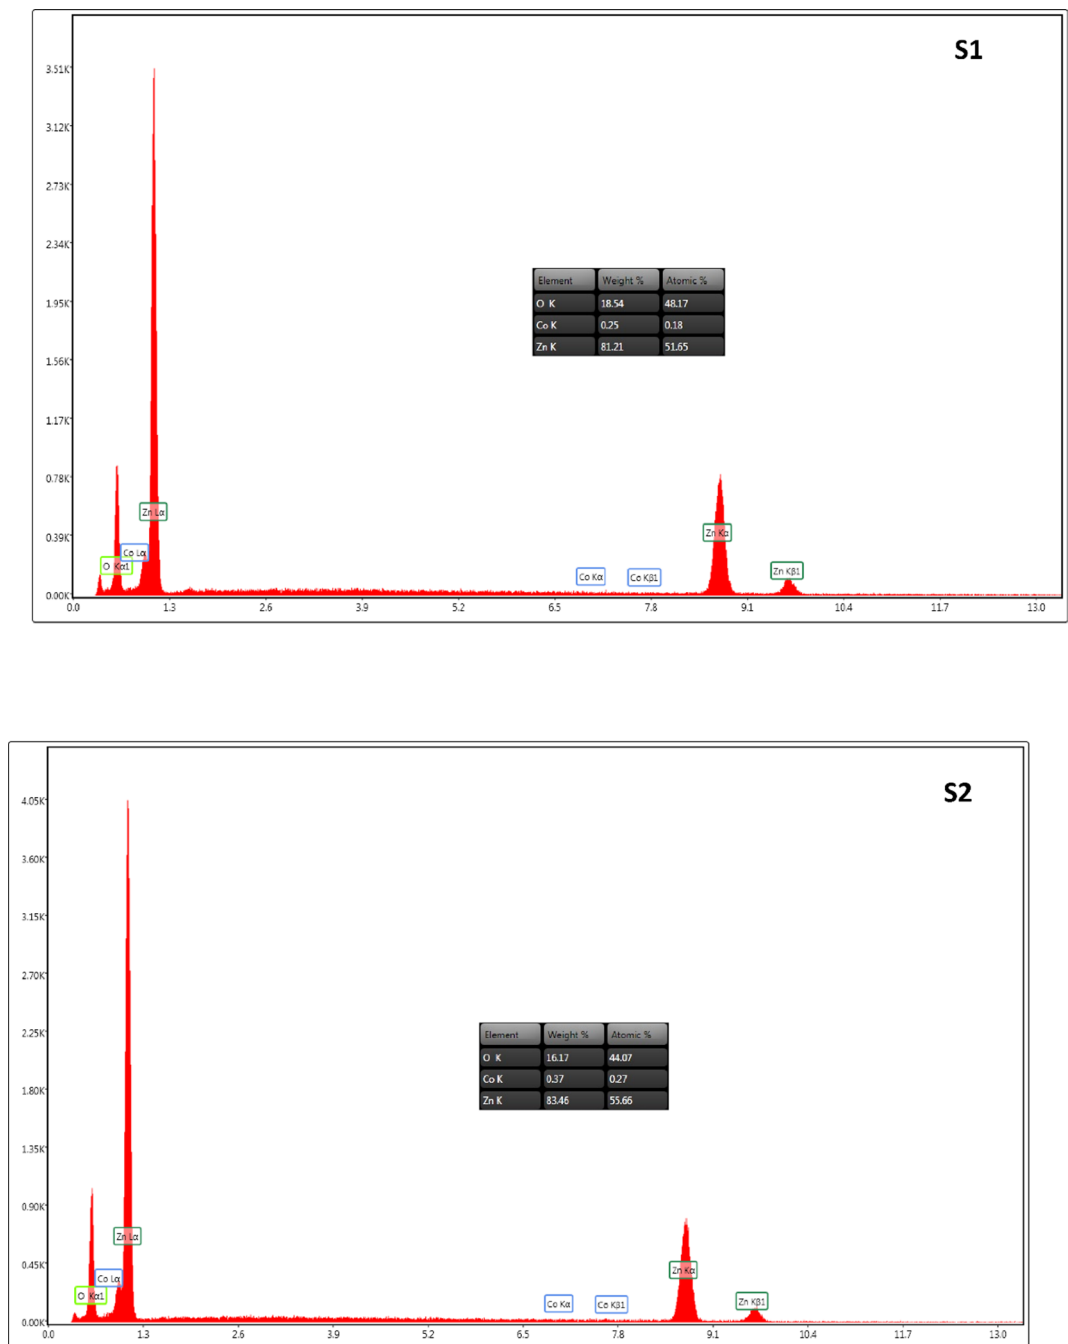 S1
3.51K
3.12K
2.73K
2.34K
1.95K
1.56K
1.17K
0.78K
0.39K
0.00K
Element Weight % Atomic %
O K 18.54 48.17
Co K 0.25 0.18
Zn K 81.21 51.65
Zn Lα
Co Lα
O Kα1
Co Kα
Co Kβ1
Zn Kα
Zn Kβ1
0.0 1.3 2.6 3.9 5.2 6.5 7.8 9.1 10.4 11.7 13.0
S2
4.05K
3.60K
3.15K
2.70K
2.25K
1.80K
1.35K
0.90K
0.45K
0.00K
Element Weight % Atomic %
O K 16.17 44.07
Co K 0.37 0.27
Zn K 83.46 55.66
Zn Lα
Co Lα
O Kα1
Co Kα
Co Kβ1
Zn Kα
Zn Kβ1
0.0 1.3 2.6 3.9 5.2 6.5 7.8 9.1 10.4 11.7 13.0